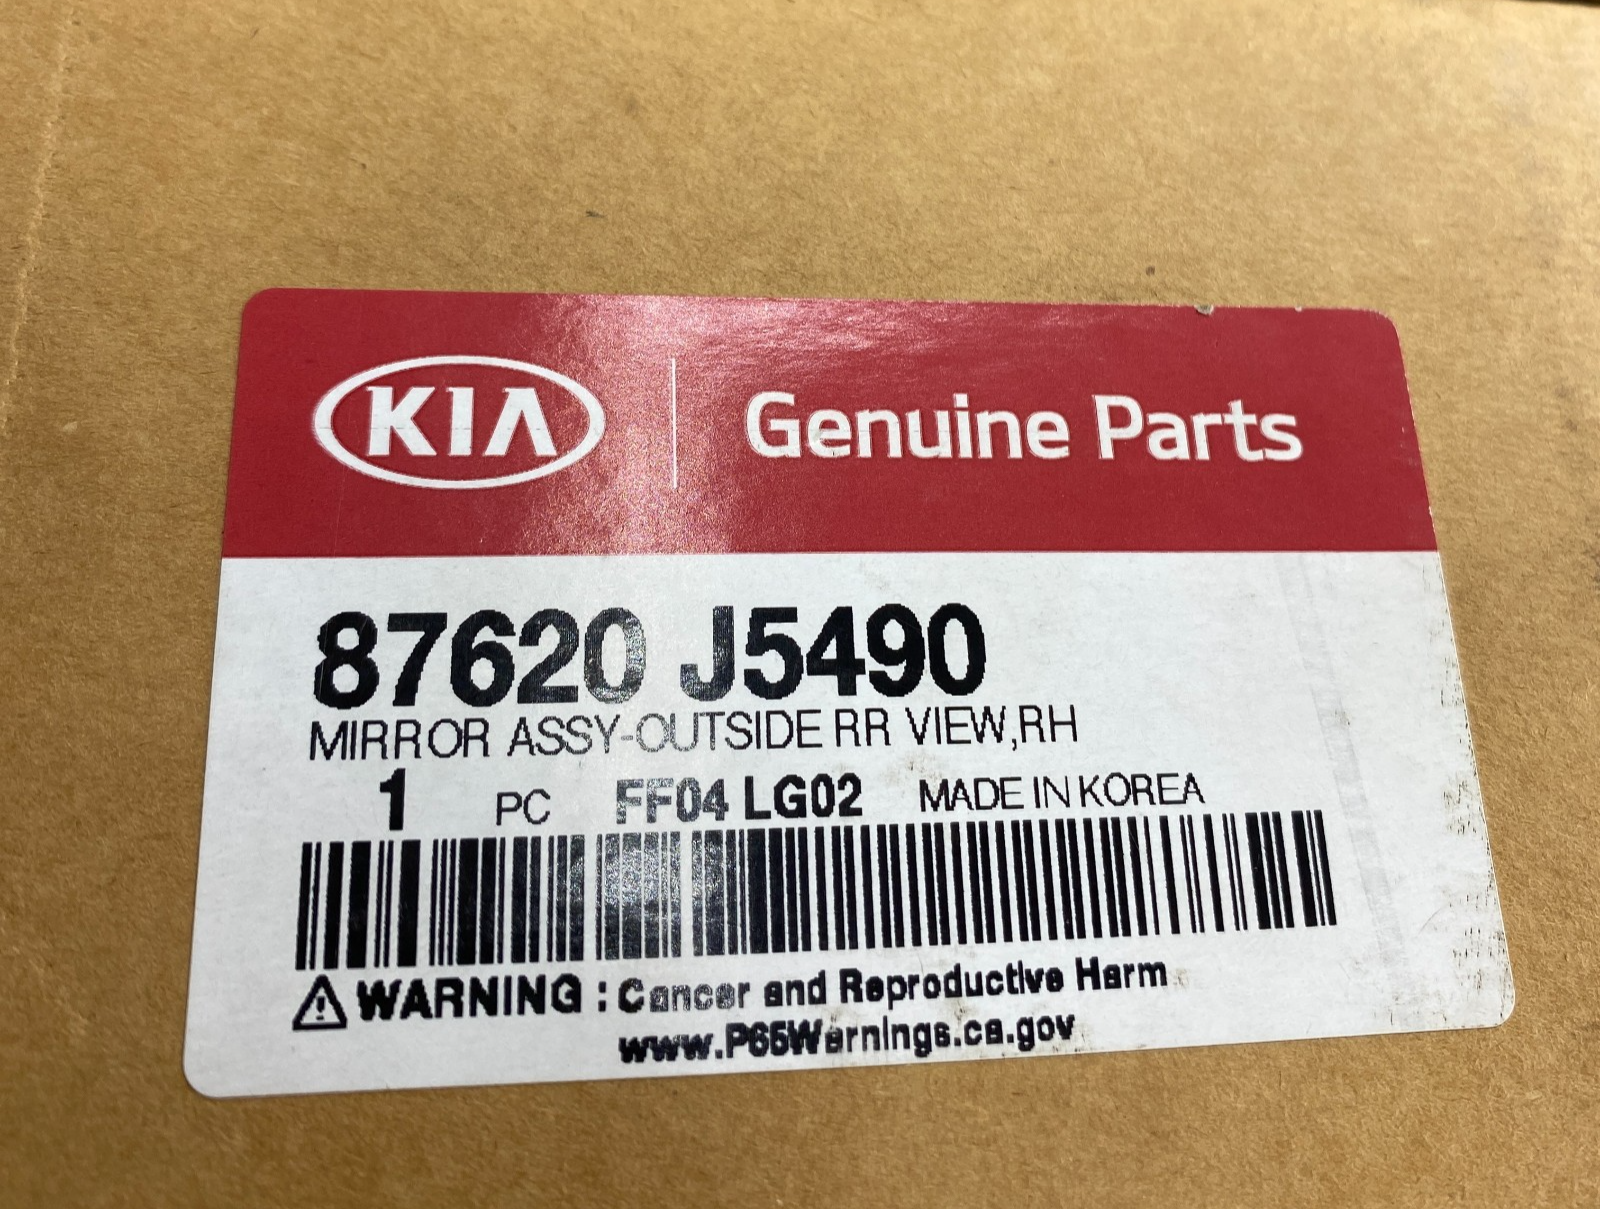 KIA Genuine Parts
87620 J5490
MIRROR ASSY-OUTSIDE RR VIEW,RH
1 PC FF04 LG02 MADE IN KOREA
WARNING : Cancer and Reproductive Harm
www.P65Warnings.ca.gov